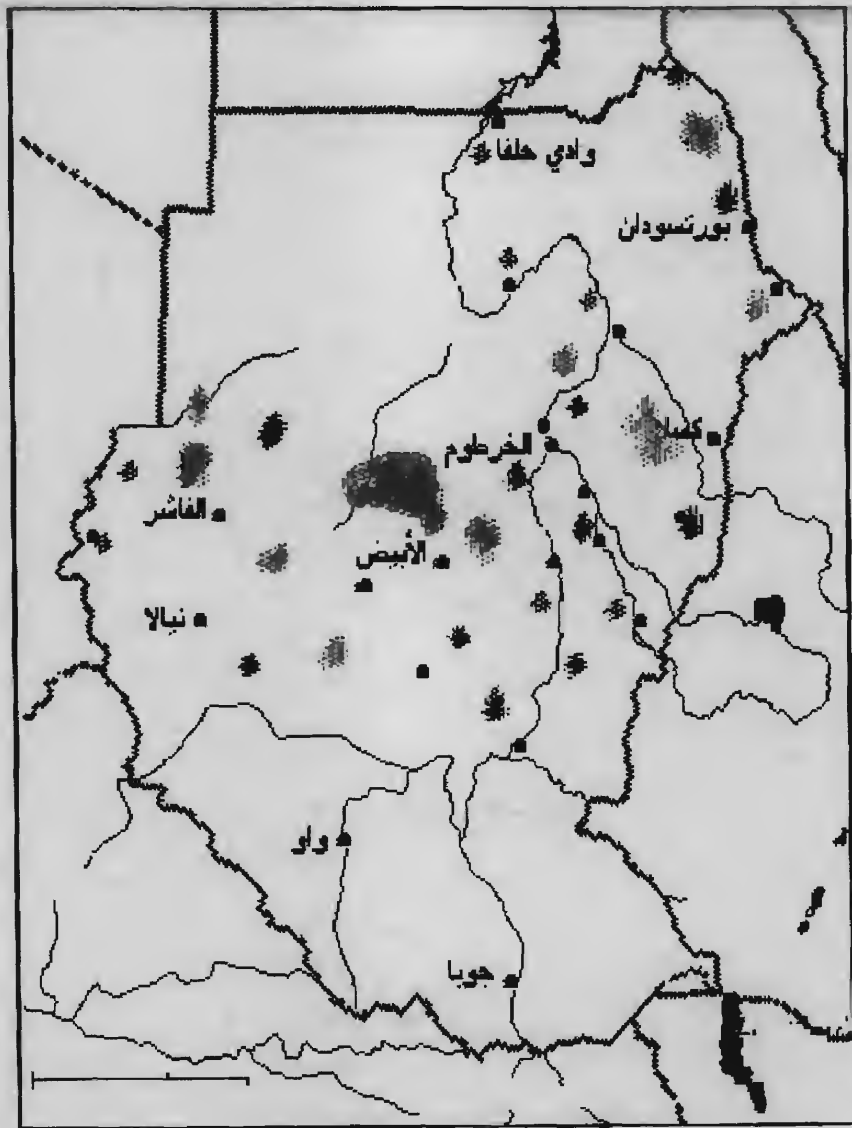 وادي حلفا
بورتسودان
كسلا
الخرطوم
الفاشر
الأبيض
نيالا
واو
جوبا